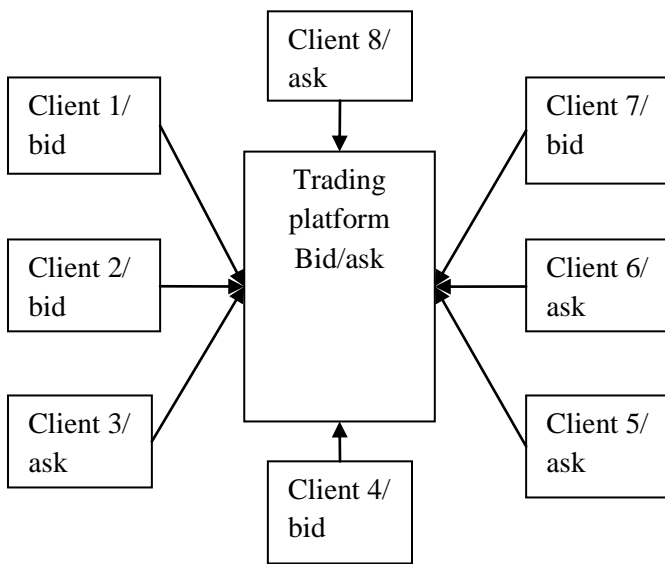 Client 8/
ask
Client 1/
bid
Client 7/
bid
Trading
platform
Bid/ask
Client 2/
bid
Client 6/
ask
Client 3/
ask
Client 5/
ask
Client 4/
bid